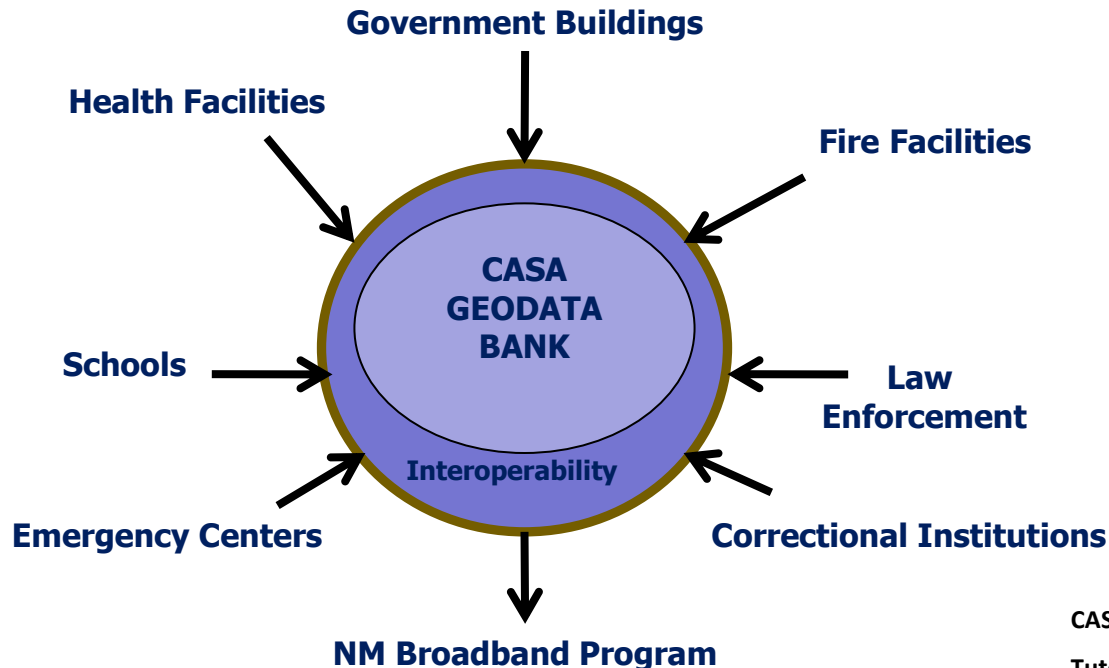 Government Buildings
Health Facilities
Fire Facilities
CASA
GEODATA
BANK
Schools
Law
Enforcement
Interoperability
Emergency Centers
Correctional Institutions
NM Broadband Program